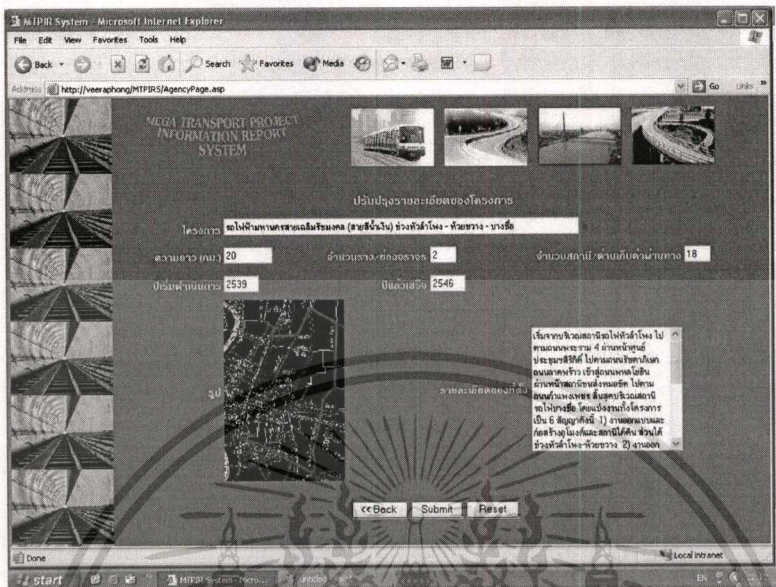 MTPIR System - Microsoft Internet Explorer
File Edit View Favorites Tools Help
Back Search Favorites Media
Address http://veeraphong/MTPIRS/AgencyPage.asp Go Links »
MEGA TRANSPORT PROJECT
INFORMATION REPORT
SYSTEM
ปรับปรุงรายละเอียดของโครงการ
โครงการ รถไฟฟ้ามหานครสายเฉลิมรัชมงคล (สายสีน้ำเงิน) ช่วงหัวลำโพง - ห้วยขวาง - บางซื่อ
ความยาว (กม.) 20 จำนวนราง/ช่องจราจร 2 จำนวนสถานี/ด่านเก็บค่าผ่านทาง 18
ปีเริ่มดำเนินการ 2539 ปีแล้วเสร็จ 2546
รูป รายละเอียดของที่ตั้ง
เริ่มจากบริเวณสถานีรถไฟหัวลำโพง ไป
ตามถนนพระราม 4 ผ่านหน้าศูนย์
ประชุมฯสิริกิติ์ ไปตามถนนรัชดาภิเษก
ถนนลาดพร้าว เข้าสู่ถนนพหลโยธิน
ผ่านหน้าสถานีขนส่งหมอชิต ไปตาม
ถนนกำแพงเพชร สิ้นสุดบริเวณสถานี
รถไฟบางซื่อ โดยแบ่งงานทั้งโครงการ
เป็น 6 สัญญาดังนี้ 1) งานออกแบบและ
ก่อสร้างอุโมงค์และสถานีใต้ดิน ส่วนใต้
ช่วงหัวลำโพง-ห้วยขวาง 2) งานออก
<< Back Submit Reset
Done Local intranet
start MTPIR System - Micro... untitled - Paint EN